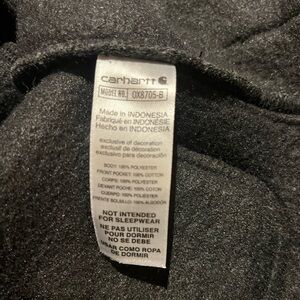 carhartt
MODEL NO. OX8705-B
Made in INDONESIA
Fabriqué en INDONÉSIE
Hecho en INDONESIA
exclusive of decoration
exclusif de décoration
exclusivo para decoración
BODY: 100% POLYESTER
FRONT POCKET: 100% COTTON
CORPS: 100% POLYESTER
DEVANT POCHE: 100% COTON
CUERPO: 100% POLIESTER
FRENTE BOLSILLO: 100% ALGODÓN
NOT INTENDED
FOR SLEEPWEAR
NE PAS UTILISER
POUR DORMIR
NO SE DEBE
USAR COMO ROPA
DE DORMIR